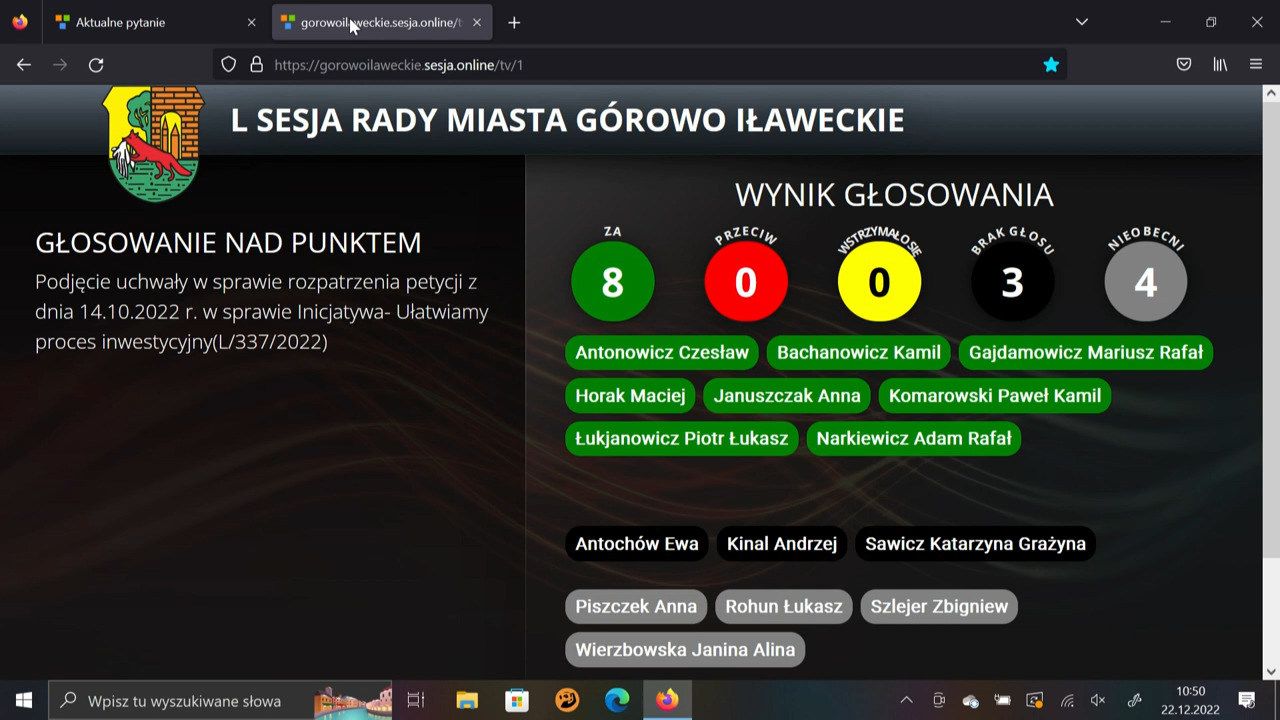 Aktualne pytanie
gorowoilaweckie.sesja.online/tv
https://gorowoilaweckie.sesja.online/tv/1
L SESJA RADY MIASTA GÓROWO IŁAWECKIE
GŁOSOWANIE NAD PUNKTEM
Podjęcie uchwały w sprawie rozpatrzenia petycji z
dnia 14.10.2022 r. w sprawie Inicjatywa- Ułatwiamy
proces inwestycyjny(L/337/2022)
WYNIK GŁOSOWANIA
ZA PRZECIW WSTRZYMAŁO SIĘ BRAK GŁOSU NIEOBECNI
8 0 0 3 4
Antonowicz Czesław Bachanowicz Kamil Gajdamowicz Mariusz Rafał
Horak Maciej Januszczak Anna Komarowski Paweł Kamil
Łukjanowicz Piotr Łukasz Narkiewicz Adam Rafał
Antochów Ewa Kinal Andrzej Sawicz Katarzyna Grażyna
Piszczek Anna Rohun Łukasz Szlejer Zbigniew
Wierzbowska Janina Alina
Wpisz tu wyszukiwane słowa
10:50
22.12.2022